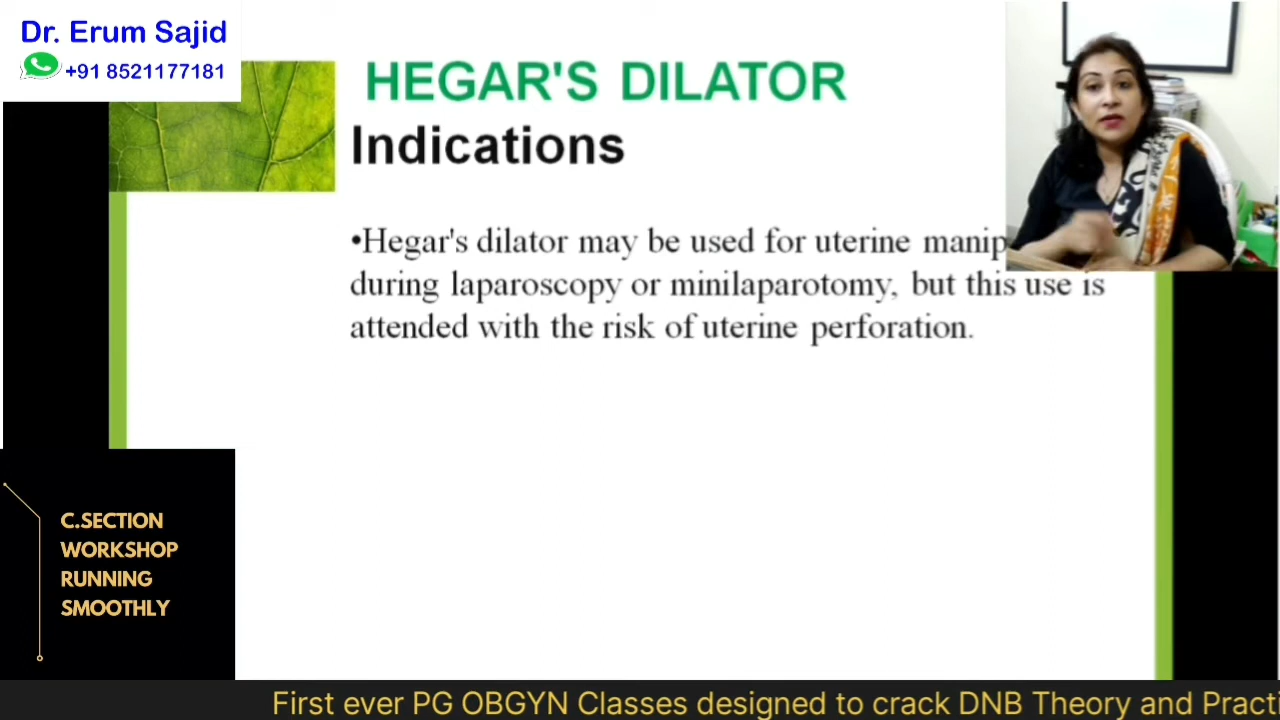 Dr. Erum Sajid
+91 8521177181
HEGAR'S DILATOR
Indications
•Hegar's dilator may be used for uterine
during laparoscopy or minilaparotomy, but this use is
attended with the risk of uterine perforation.
C.SECTION
WORKSHOP
RUNNING
SMOOTHLY
First ever PG OBGYN Classes designed to crack DNB Theory and